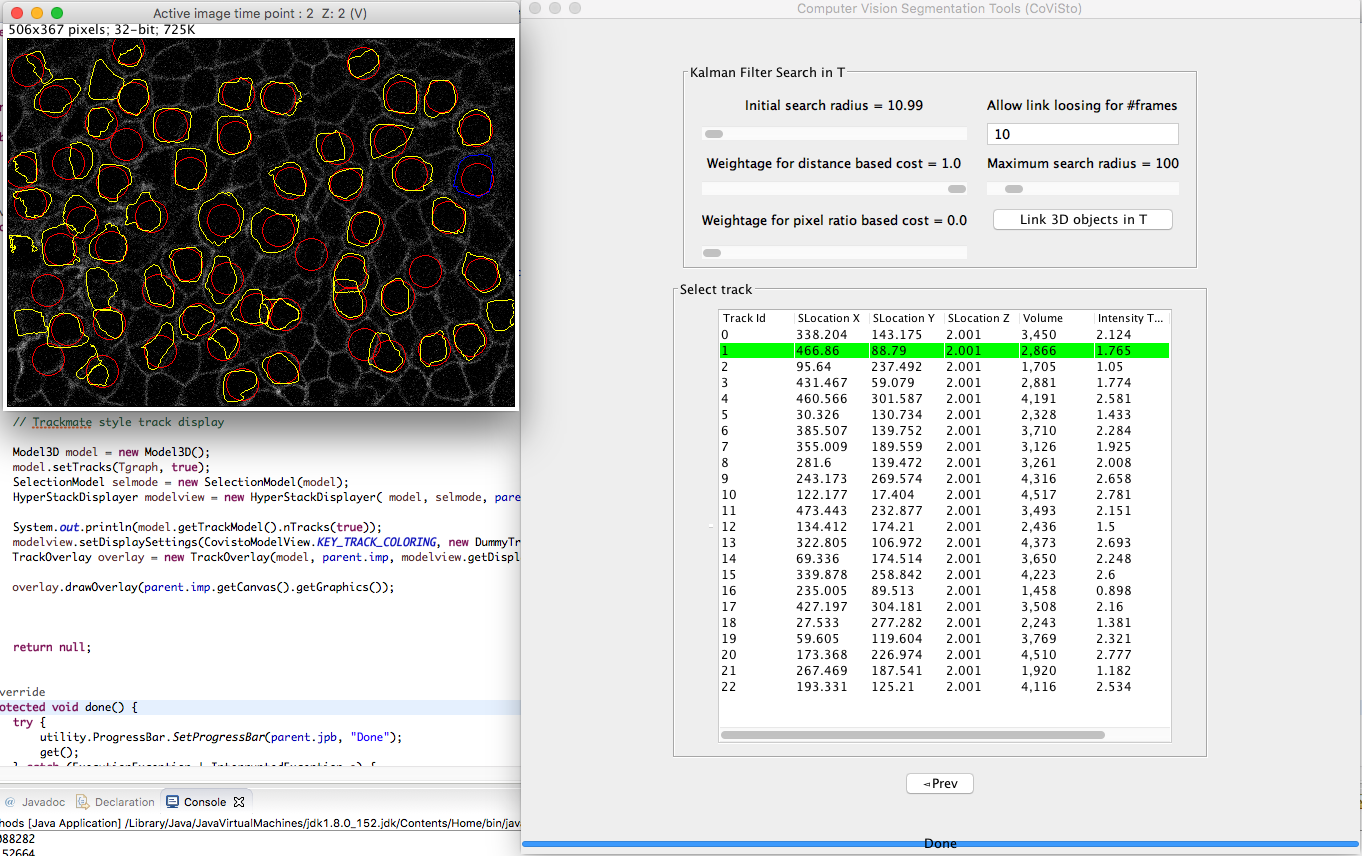 Active image time point : 2 Z: 2 (V)
506x367 pixels; 32-bit; 725K
// Trackmate style track display
Model3D model = new Model3D();
model.setTracks(Tgraph, true);
SelectionModel selmode = new SelectionModel(model);
HyperStackDisplayer modelview = new HyperStackDisplayer( model, selmode, pare
System.out.println(model.getTrackModel().nTracks(true));
modelview.setDisplaySettings(CovistoModelView.KEY_TRACK_COLORING, new DummyTr
TrackOverlay overlay = new TrackOverlay(model, parent.imp, modelview.getDispl
overlay.drawOverlay(parent.imp.getCanvas().getGraphics());
return null;
verride
otected void done() {
try {
utility.ProgressBar.SetProgressBar(parent.jpb, "Done");
get();
} catch (ExecutionException | InterruptedException e) {
@ Javadoc Declaration Console
hods [Java Application] /Library/Java/JavaVirtualMachines/jdk1.8.0_152.jdk/Contents/Home/bin/java
088282
52664
Computer Vision Segmentation Tools (CoViSto)
Kalman Filter Search in T
Initial search radius = 10.99 Allow link loosing for #frames
10
Weightage for distance based cost = 1.0 Maximum search radius = 100
Weightage for pixel ratio based cost = 0.0 Link 3D objects in T
Select track
Track Id SLocation X SLocation Y SLocation Z Volume Intensity T...
0 338.204 143.175 2.001 3,450 2.124
1 466.86 88.79 2.001 2,866 1.765
2 95.64 237.492 2.001 1,705 1.05
3 431.467 59.079 2.001 2,881 1.774
4 460.566 301.587 2.001 4,191 2.581
5 30.326 130.734 2.001 2,328 1.433
6 385.507 139.752 2.001 3,710 2.284
7 355.009 189.559 2.001 3,126 1.925
8 281.6 139.472 2.001 3,261 2.008
9 243.173 269.574 2.001 4,316 2.658
10 122.177 17.404 2.001 4,517 2.781
11 473.443 232.877 2.001 3,493 2.151
12 134.412 174.21 2.001 2,436 1.5
13 322.805 106.972 2.001 4,373 2.693
14 69.336 174.514 2.001 3,650 2.248
15 339.878 258.842 2.001 4,223 2.6
16 235.005 89.513 2.001 1,458 0.898
17 427.197 304.181 2.001 3,508 2.16
18 27.533 277.282 2.001 2,243 1.381
19 59.605 119.604 2.001 3,769 2.321
20 173.368 226.974 2.001 4,510 2.777
21 267.469 187.541 2.001 1,920 1.182
22 193.331 125.21 2.001 4,116 2.534
Prev
Done